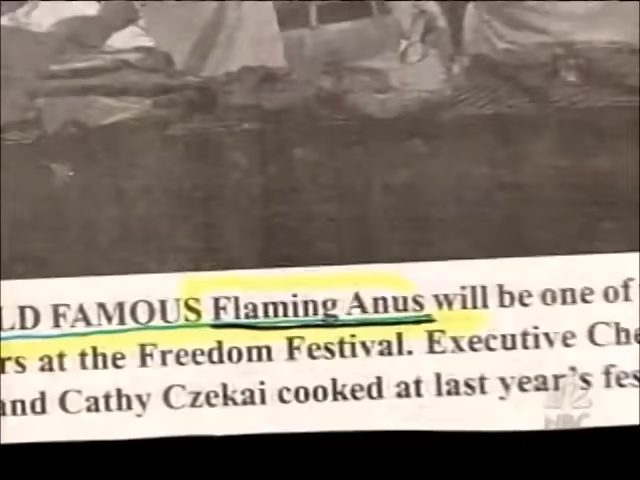 LD FAMOUS Flaming Anus will be one of
rs at the Freedom Festival. Executive Che
and Cathy Czekai cooked at last year's fes
NBC